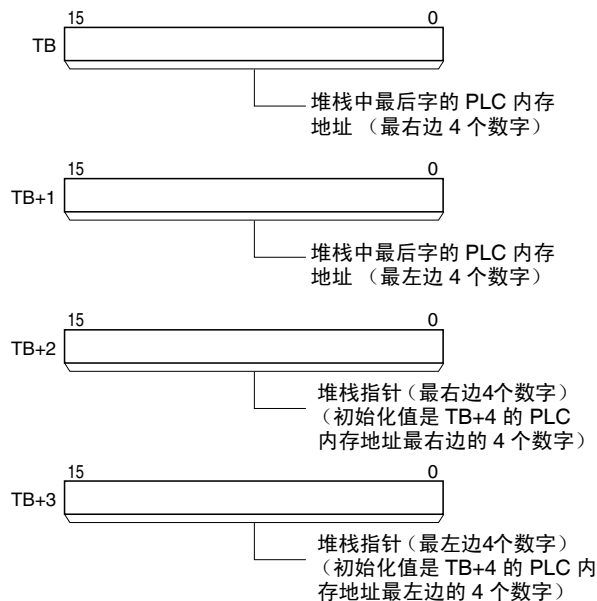 15 0
TB
堆栈中最后字的 PLC 内存
地址 （最右边 4 个数字）
15 0
TB+1
堆栈中最后字的 PLC 内存
地址 （最左边 4 个数字）
15 0
TB+2
堆栈指针（最右边4个数字）
（初始化值是 TB+4 的 PLC
内存地址最右边的 4 个数字）
15 0
TB+3
堆栈指针（最左边4个数字）
（初始化值是 TB+4 的 PLC 内
存地址最左边的 4 个数字）